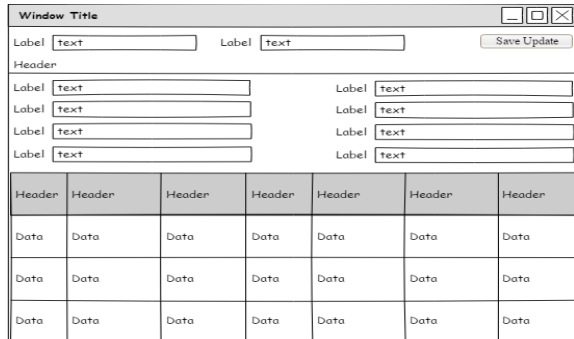 Window Title
Label text Label text Save Update
Header
Label text Label text
Label text Label text
Label text Label text
Label text Label text
Header Header Header Header Header Header Header
Data Data Data Data Data Data Data
Data Data Data Data Data Data Data
Data Data Data Data Data Data Data